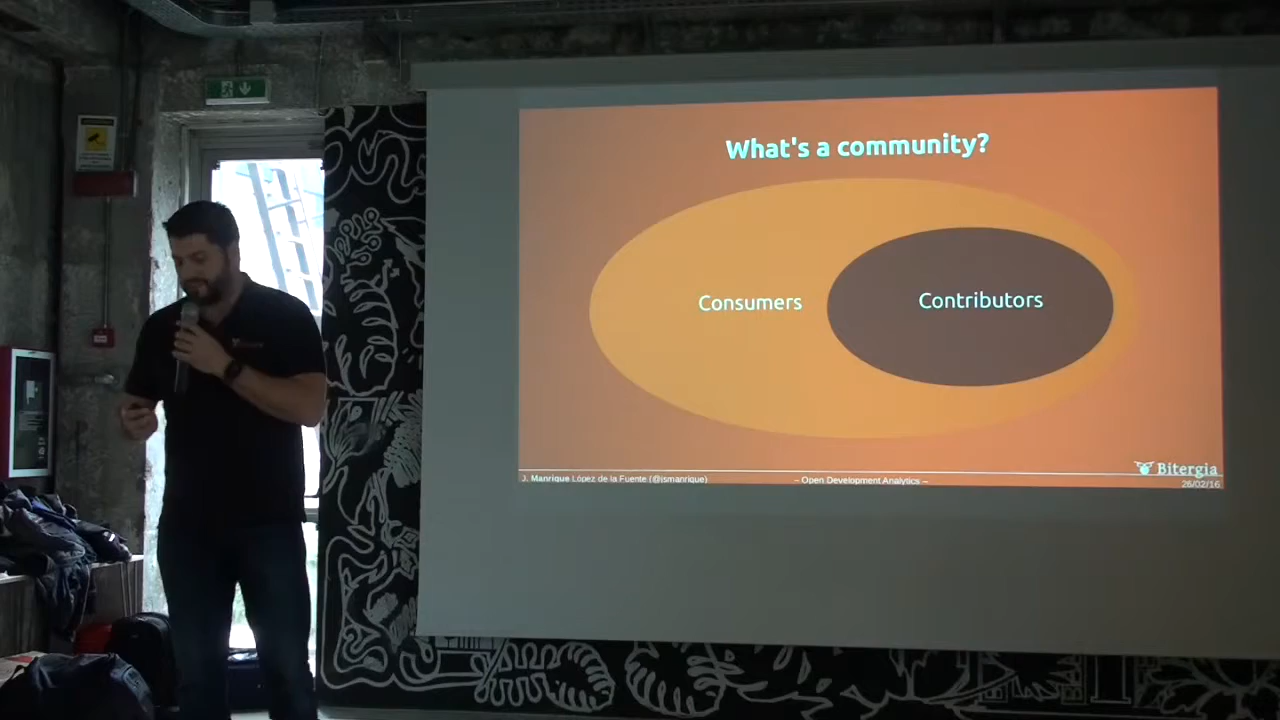 What's a community?
Consumers
Contributors
Bitergia
J. Manrique López de la Fuente (@jsmanrique)
~ Open Development Analytics ~
26/02/16